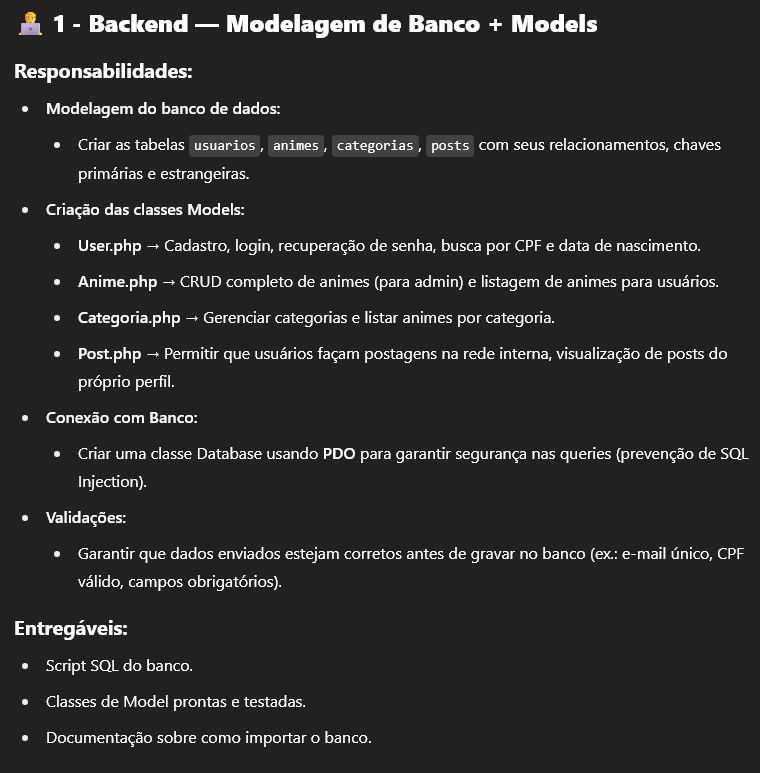 1 - Backend — Modelagem de Banco + Models
Responsabilidades:
• Modelagem do banco de dados:
• Criar as tabelas usuarios, animes, categorias, posts com seus relacionamentos, chaves
primárias e estrangeiras.
• Criação das classes Models:
• User.php → Cadastro, login, recuperação de senha, busca por CPF e data de nascimento.
• Anime.php → CRUD completo de animes (para admin) e listagem de animes para usuários.
• Categoria.php → Gerenciar categorias e listar animes por categoria.
• Post.php → Permitir que usuários façam postagens na rede interna, visualização de posts do
próprio perfil.
• Conexão com Banco:
• Criar uma classe Database usando PDO para garantir segurança nas queries (prevenção de SQL
Injection).
• Validações:
• Garantir que dados enviados estejam corretos antes de gravar no banco (ex.: e-mail único, CPF
válido, campos obrigatórios).
Entregáveis:
• Script SQL do banco.
• Classes de Model prontas e testadas.
• Documentação sobre como importar o banco.